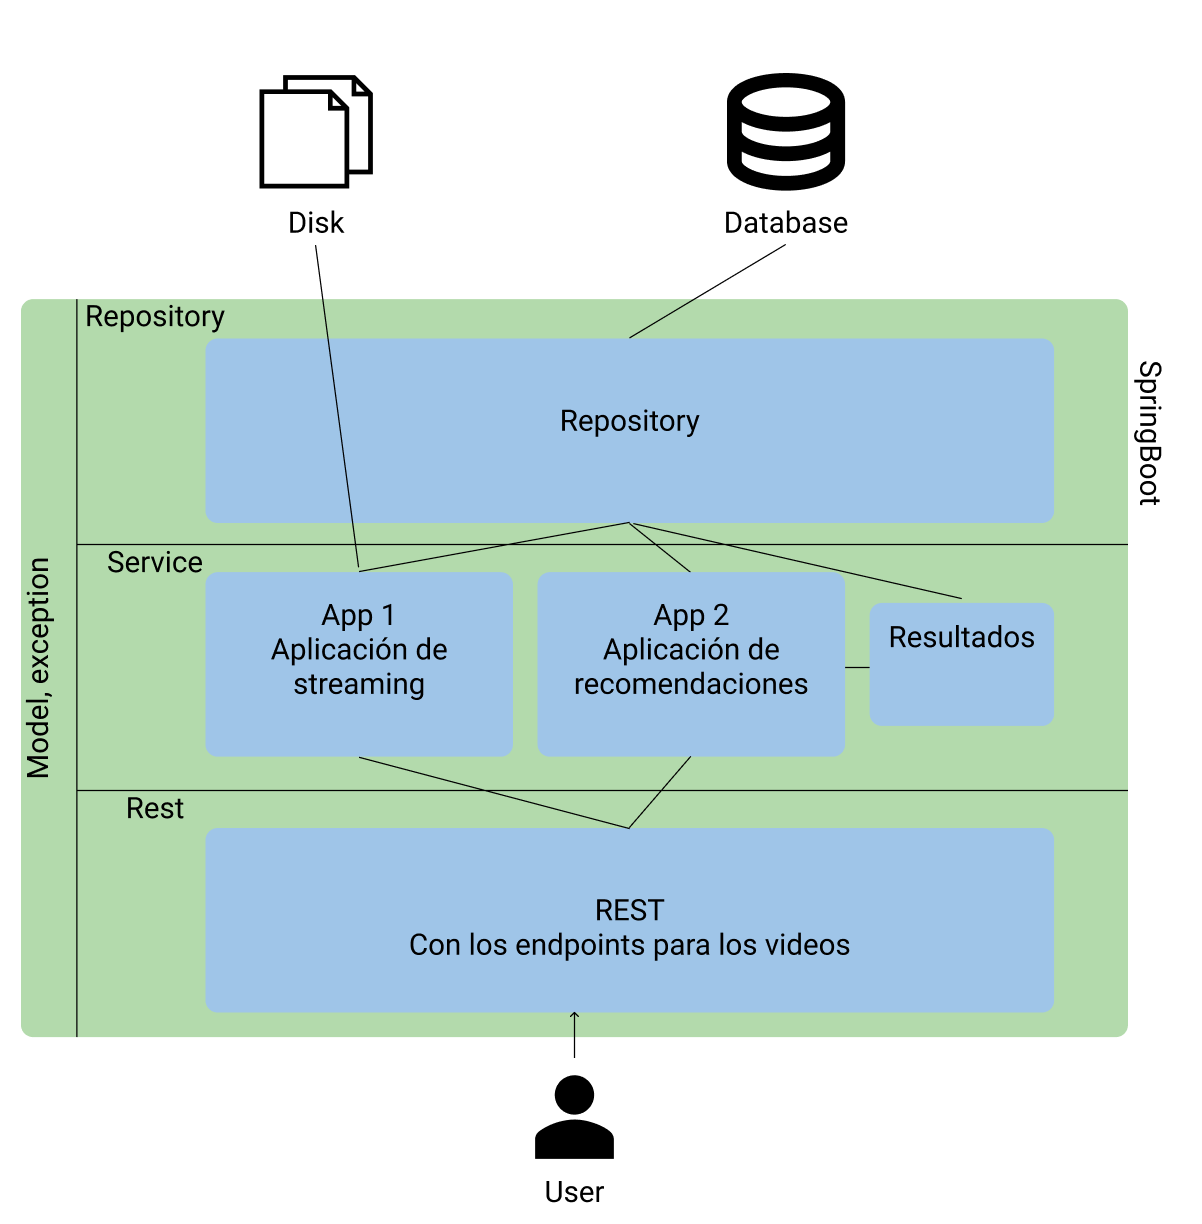 Disk
Database
Repository
Repository
SpringBoot
Model, exception
Service
App 1
Aplicación de
streaming
App 2
Aplicación de
recomendaciones
Resultados
Rest
REST
Con los endpoints para los videos
User